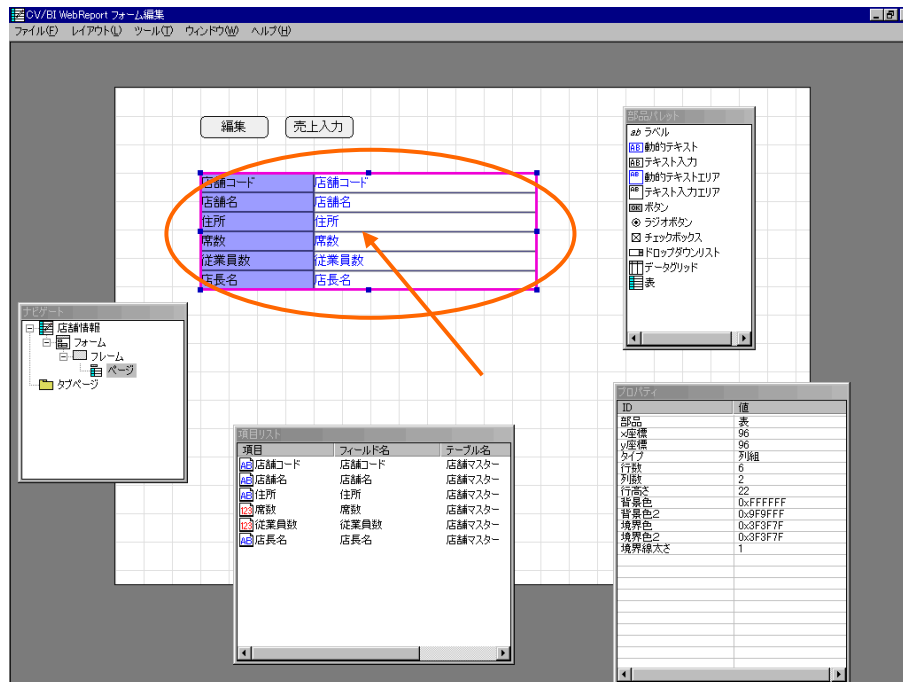 CV/BI WebReport フォーム編集
ファイル(F) レイアウト(L) ツール(T) ウィンドウ(W) ヘルプ(H)
編集 売上入力
店舗コード 店舗コード
店舗名 店舗名
住所 住所
席数 席数
従業員数 従業員数
店長名 店長名
部品パレット
ab ラベル
AB 動的テキスト
AB テキスト入力
AB 動的テキストエリア
AB テキスト入力エリア
OK ボタン
ラジオボタン
チェックボックス
ドロップダウンリスト
データグリッド
表
ナビゲート
店舗情報
フォーム
フレーム
ページ
タブページ
項目リスト
項目 フィールド名 テーブル名
AB 店舗コード 店舗コード 店舗マスター
AB 店舗名 店舗名 店舗マスター
AB 住所 住所 店舗マスター
123 席数 席数 店舗マスター
123 従業員数 従業員数 店舗マスター
AB 店長名 店長名 店舗マスター
プロパティ
ID 値
部品 表
x座標 96
y座標 96
タイプ 列組
行数 6
列数 2
行高さ 22
背景色 0xFFFFFF
背景色2 0x9F9FFF
境界色 0x3F3F7F
境界色2 0x3F3F7F
境界線太さ 1